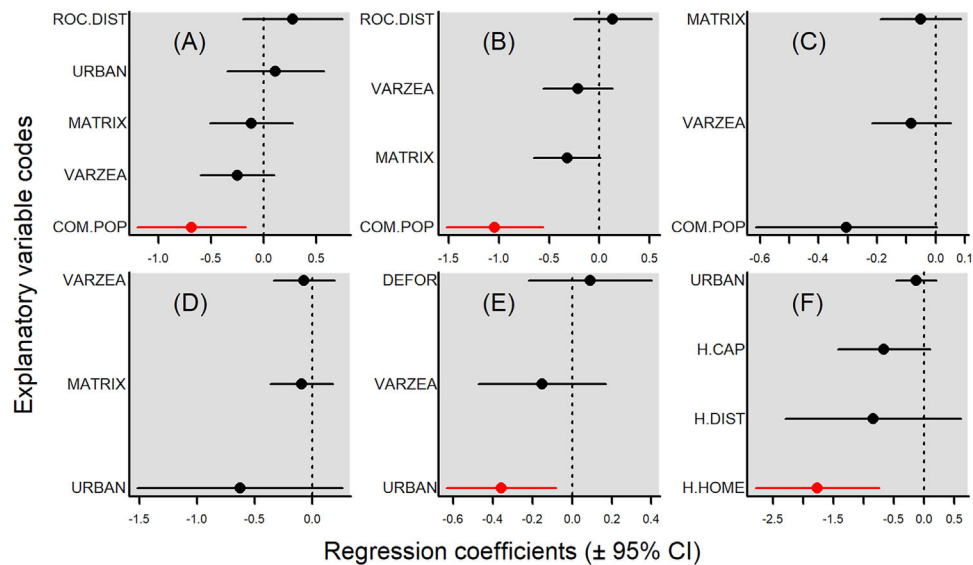 Explanatory variable codes
(A)
ROC.DIST
URBAN
MATRIX
VARZEA
COM.POP
-1.0 -0.5 0.0 0.5
(B)
ROC.DIST
VARZEA
MATRIX
COM.POP
-1.5 -1.0 -0.5 0.0 0.5
(C)
MATRIX
VARZEA
COM.POP
-0.6 -0.4 -0.2 0 0.1
(D)
VARZEA
MATRIX
URBAN
-1.5 -1.0 -0.5 0.0
(E)
DEFOR
VARZEA
URBAN
-0.6 -0.4 -0.2 0.0 0.2 0.4
(F)
URBAN
H.CAP
H.DIST
H.HOME
-2.5 -1.5 -0.5 0.0 0.5
Regression coefficients (± 95% CI)